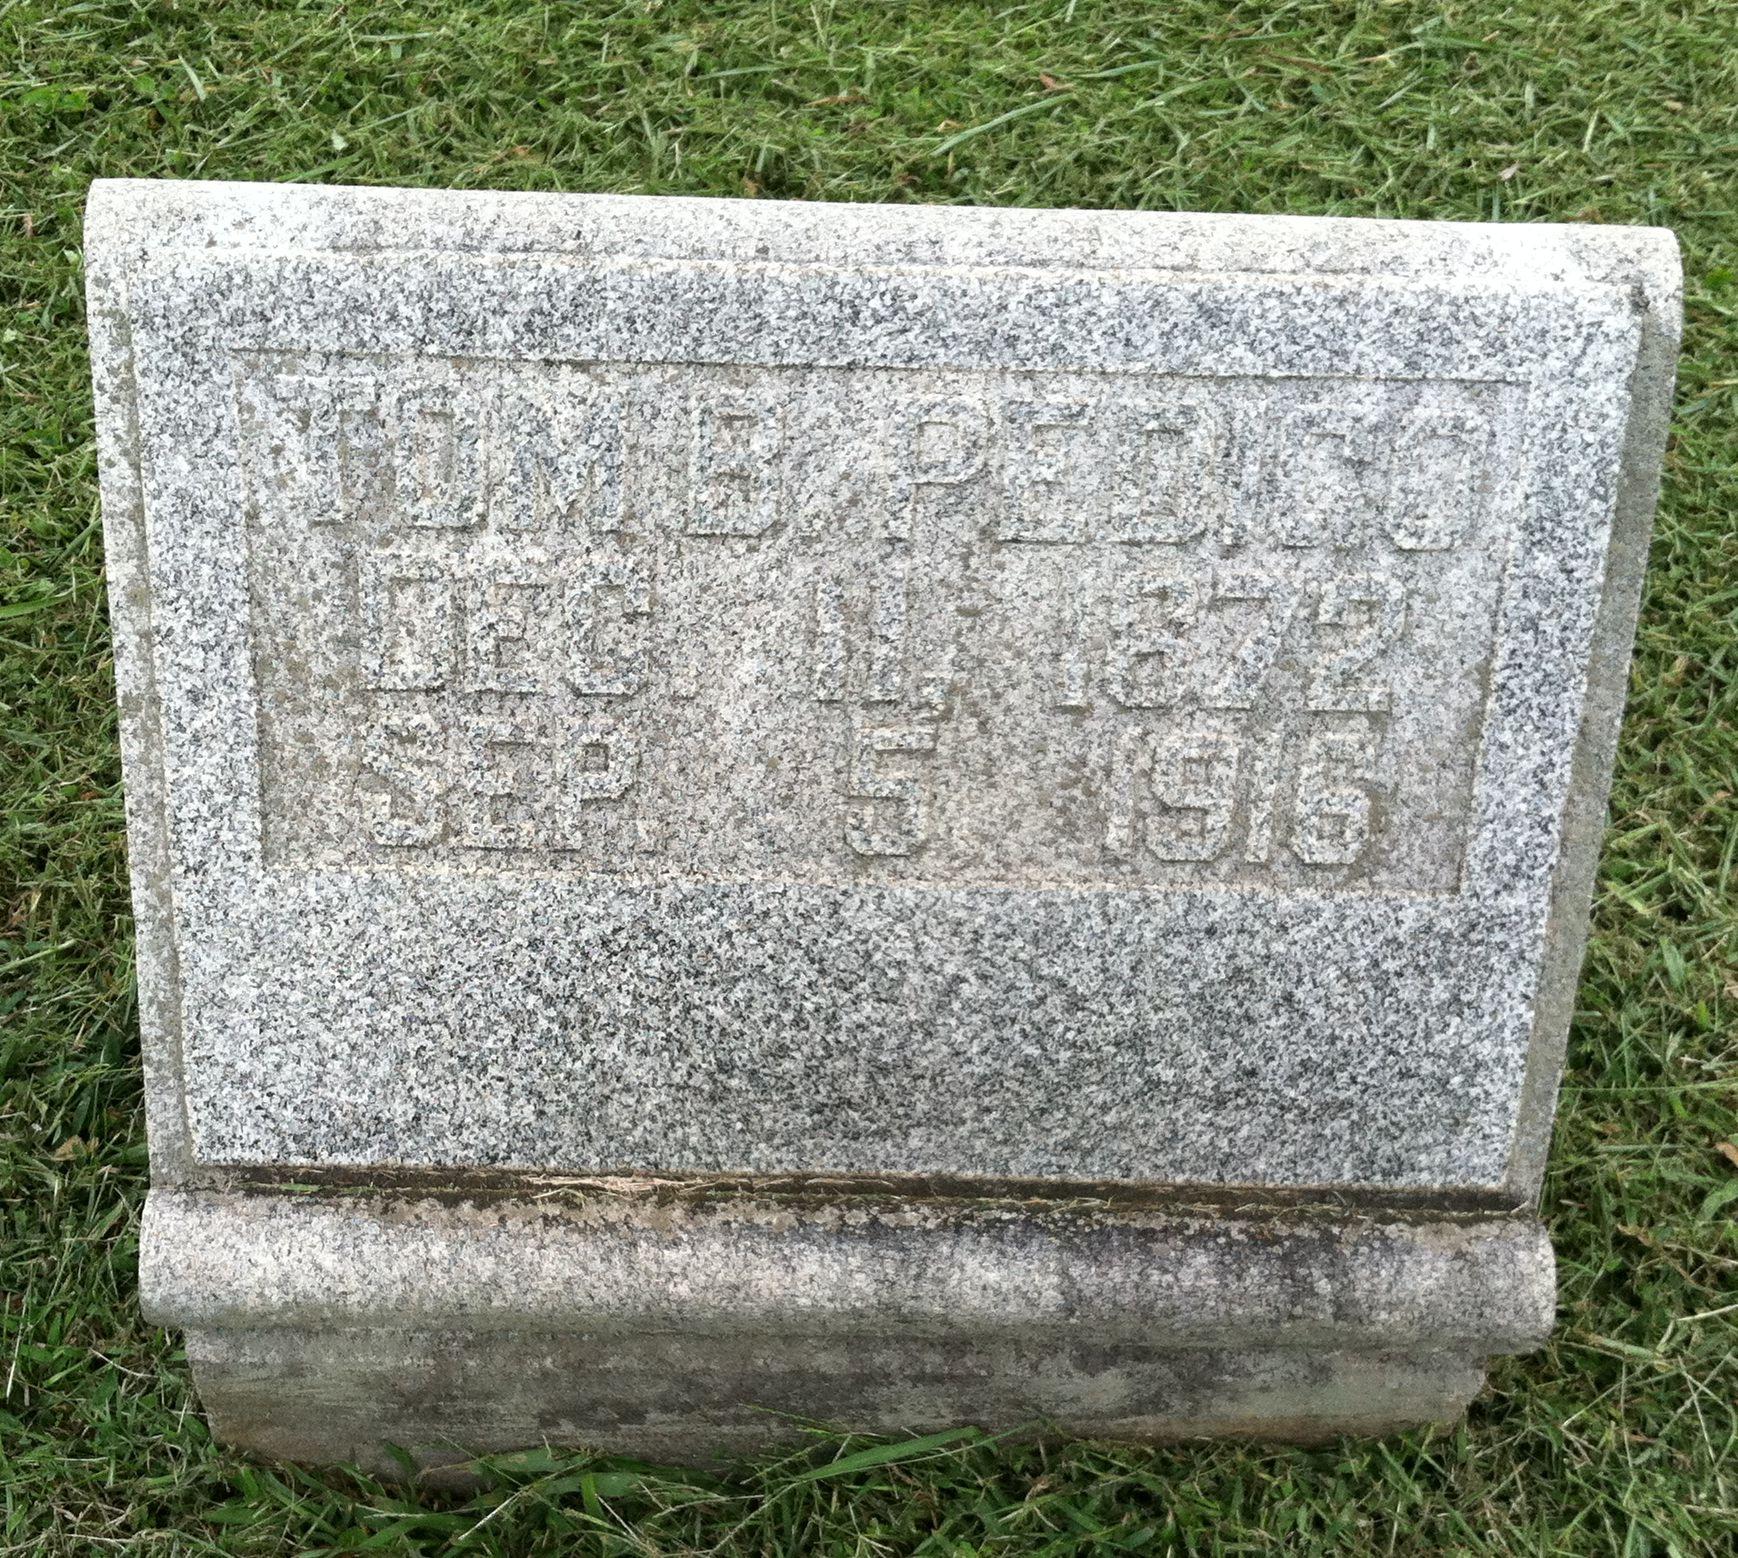 TOM B. PEDIGO
DEC. 11, 1872
SEP. 5 1916